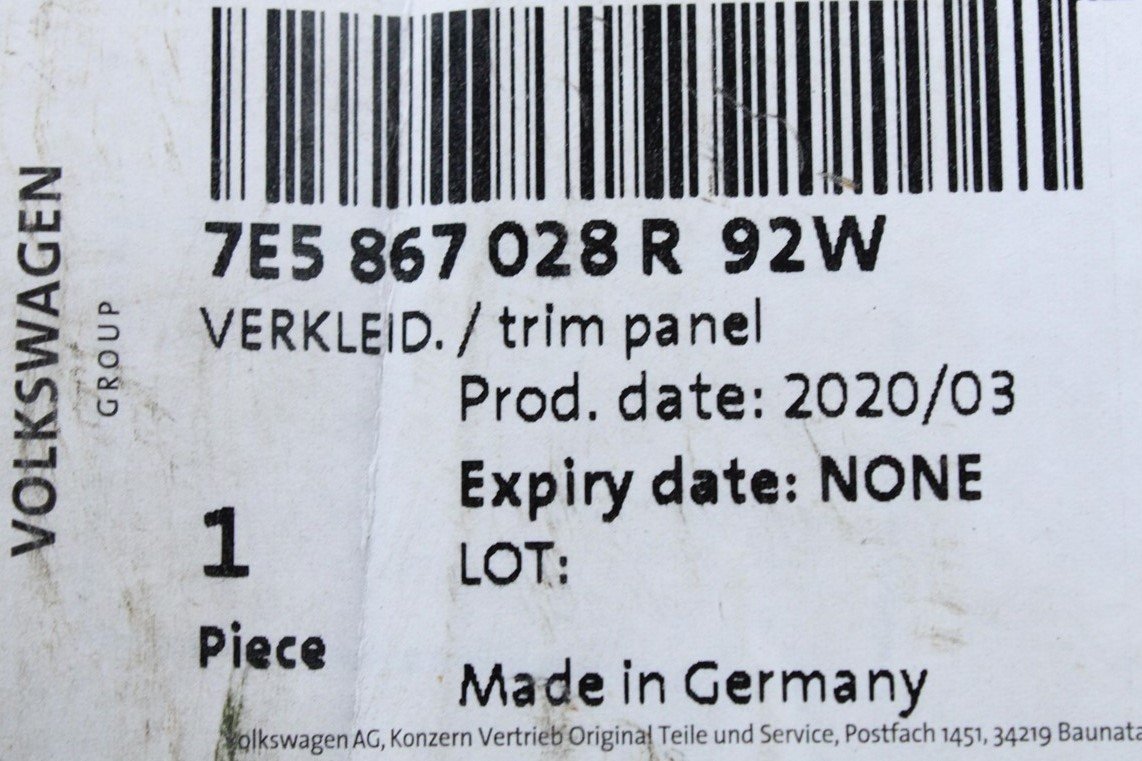 VOLKSWAGEN
GROUP
7E5 867 028 R 92W
VERKLEID. / trim panel
Prod. date: 2020/03
Expiry date: NONE
1
LOT:
Piece
Made in Germany
Volkswagen AG, Konzern Vertrieb Original Teile und Service, Postfach 1451, 34219 Baunata